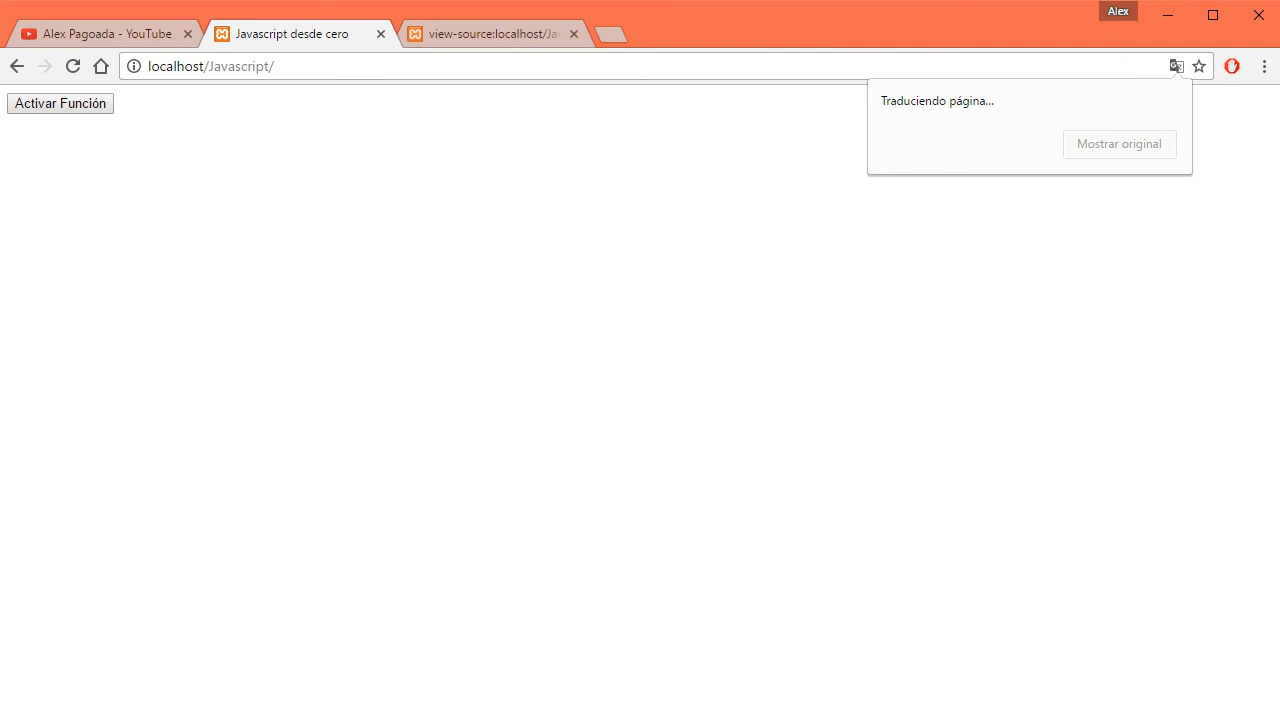 Alex
Alex Pagoada - YouTube
Javascript desde cero
view-source:localhost/Ja
localhost/Javascript/
Activar Función
Traduciendo página...
Mostrar original